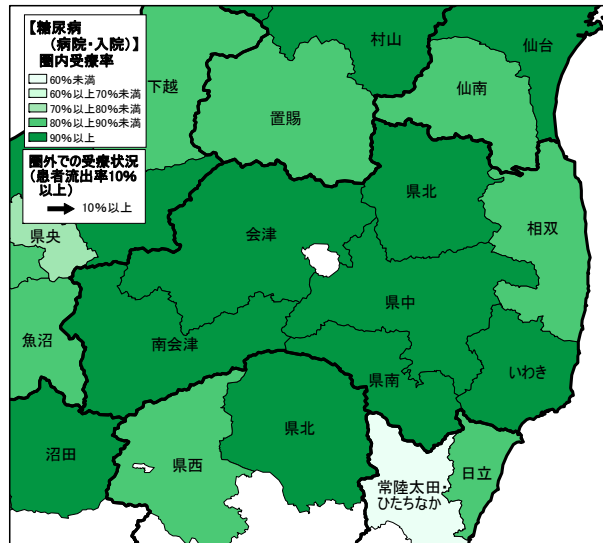 【糖尿病
(病院・入院)】
圏内受療率
60%未満
60%以上70%未満
70%以上80%未満
80%以上90%未満
90%以上
圏外での受療状況
(患者流出率10%
以上)
10%以上
村山
仙台
下越
置賜
仙南
県北
相双
会津
県央
県中
魚沼
南会津
県南
いわき
県北
沼田
県西
日立
常陸太田・
ひたちなか